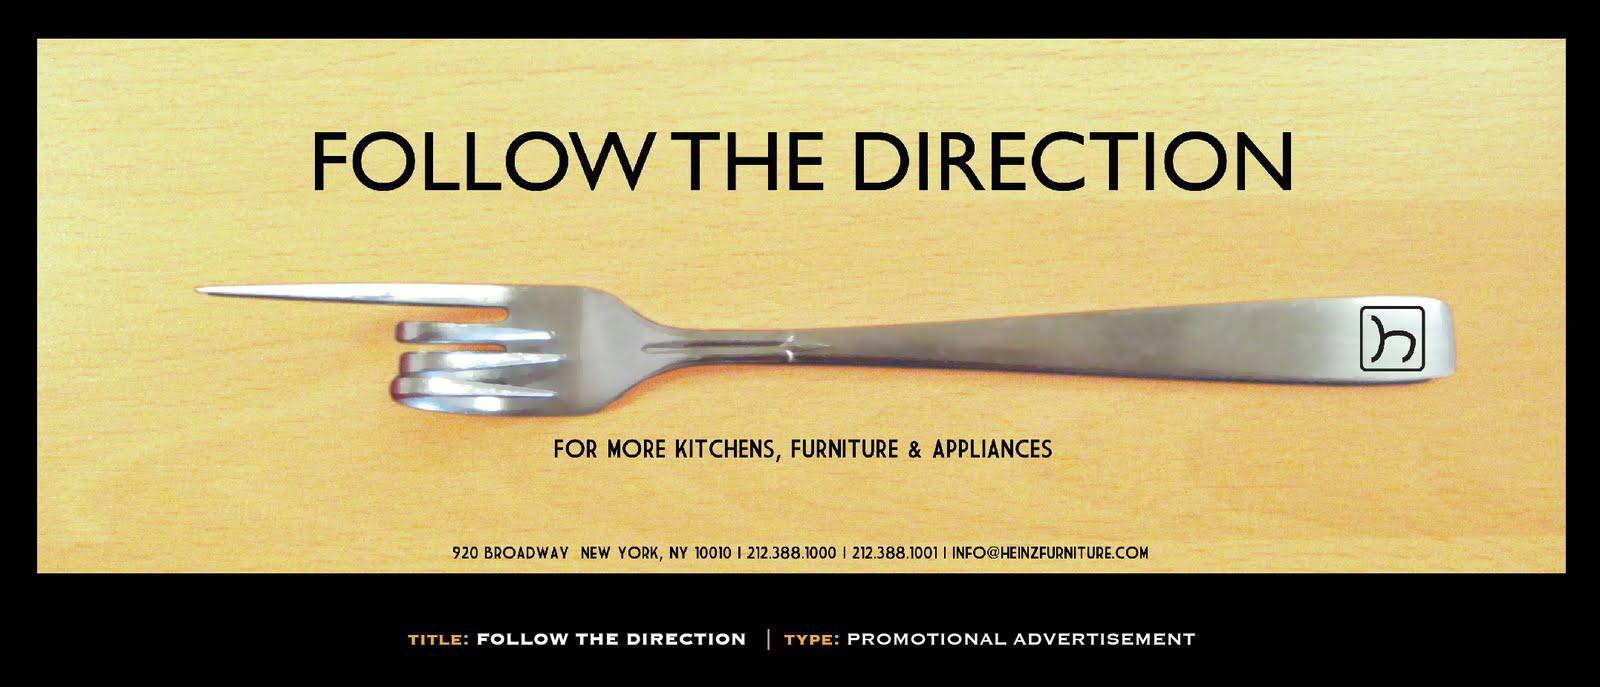 FOLLOW THE DIRECTION
h
FOR MORE KITCHENS, FURNITURE & APPLIANCES
920 BROADWAY NEW YORK, NY 10010 | 212.388.1000 | 212.388.1001 | INFO@HEINZFURNITURE.COM
TITLE: FOLLOW THE DIRECTION | TYPE: PROMOTIONAL ADVERTISEMENT